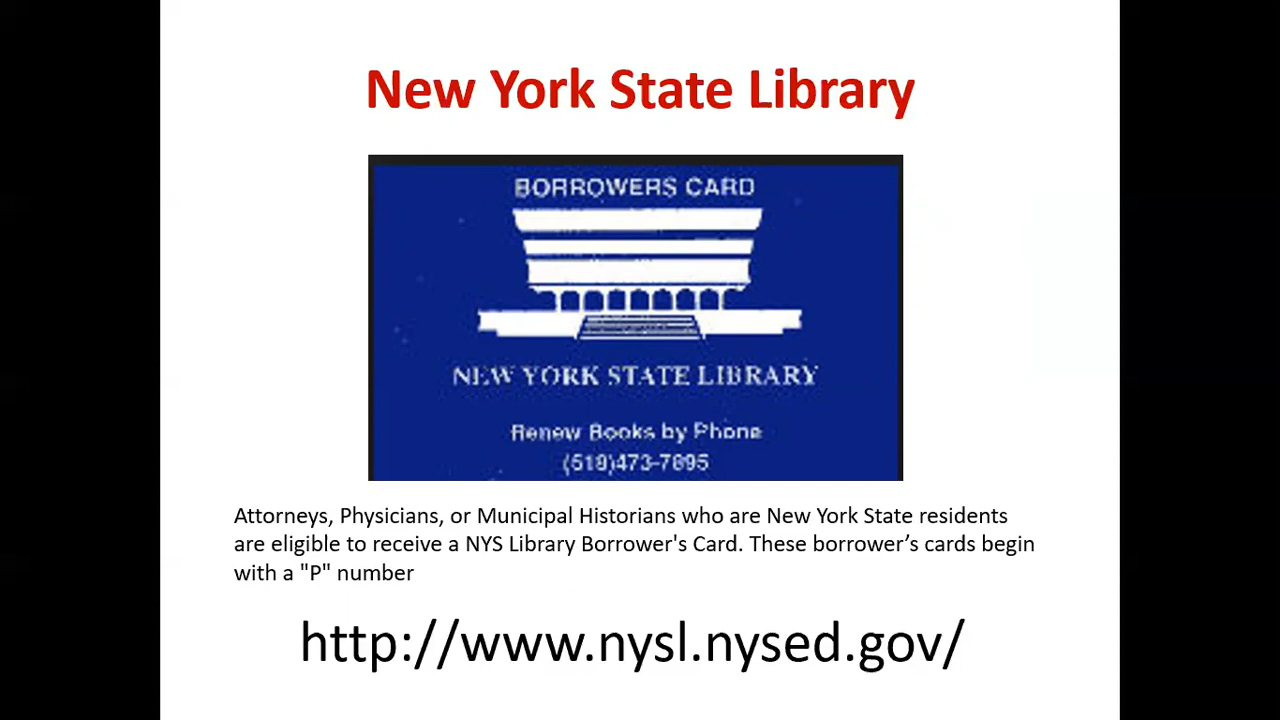 New York State Library
BORROWERS CARD
NEW YORK STATE LIBRARY
Renew Books by Phone
(518)473-7895
Attorneys, Physicians, or Municipal Historians who are New York State residents
are eligible to receive a NYS Library Borrower's Card. These borrower’s cards begin
with a "P" number
http://www.nysl.nysed.gov/